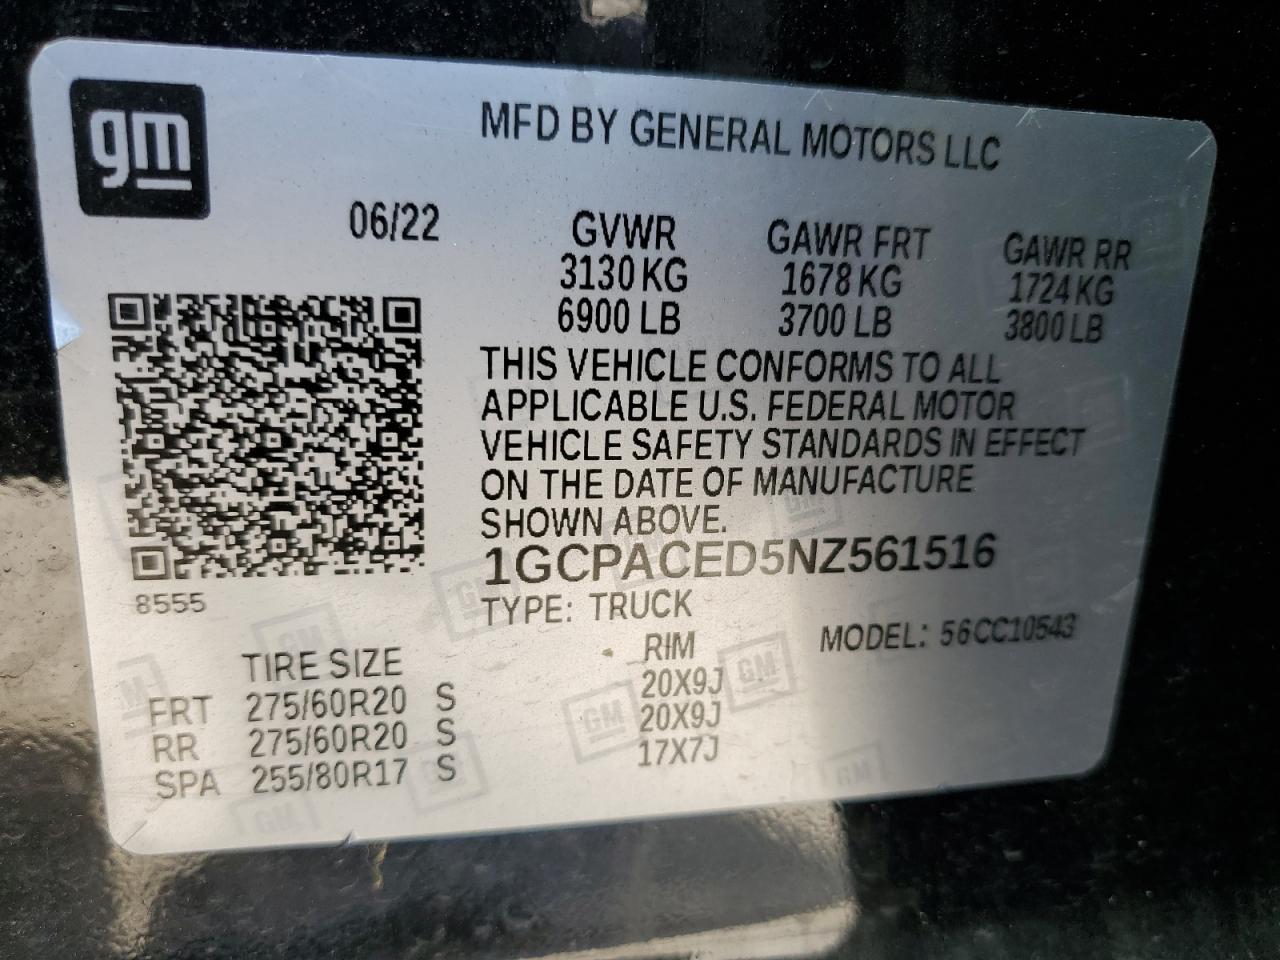 gm
MFD BY GENERAL MOTORS LLC
06/22
GVWR GAWR FRT GAWR RR
3130 KG 1678 KG 1724 KG
6900 LB 3700 LB 3800 LB
THIS VEHICLE CONFORMS TO ALL
APPLICABLE U.S. FEDERAL MOTOR
VEHICLE SAFETY STANDARDS IN EFFECT
ON THE DATE OF MANUFACTURE
SHOWN ABOVE.
1GCPACED5NZ561516
8555
TYPE: TRUCK
MODEL: 56CC10543
TIRE SIZE RIM
FRT 275/60R20 S 20X9J
RR 275/60R20 S 20X9J
SPA 255/80R17 S 17X7J